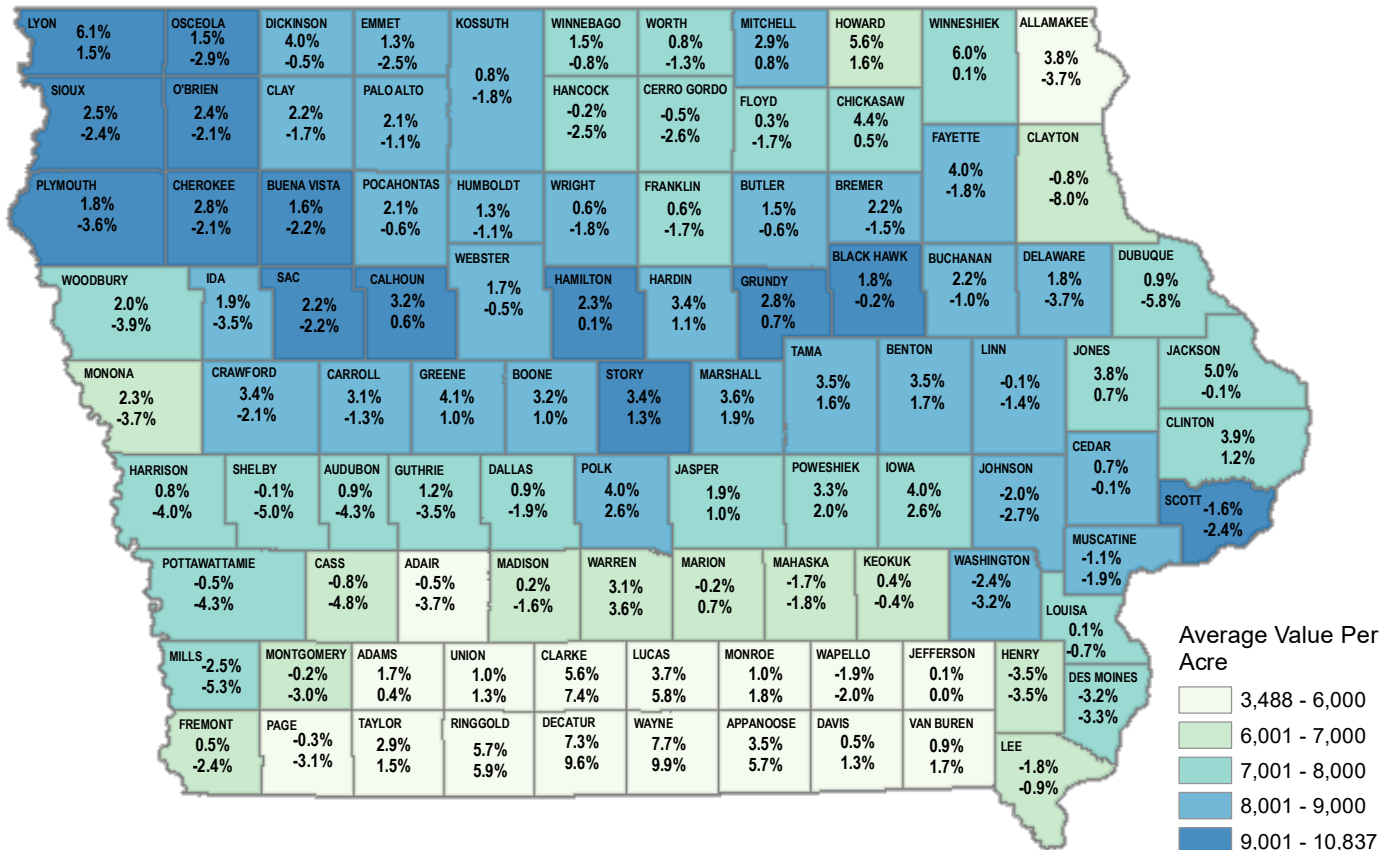 LYON
6.1%
1.5%
OSCEOLA
1.5%
-2.9%
DICKINSON
4.0%
-0.5%
EMMET
1.3%
-2.5%
KOSSUTH
0.8%
-1.8%
WINNEBAGO
1.5%
-0.8%
WORTH
0.8%
-1.3%
MITCHELL
2.9%
0.8%
HOWARD
5.6%
1.6%
WINNESHIEK
6.0%
0.1%
ALLAMAKEE
3.8%
-3.7%
SIOUX
2.5%
-2.4%
O'BRIEN
2.4%
-2.1%
CLAY
2.2%
-1.7%
PALO ALTO
2.1%
-1.1%
HANCOCK
-0.2%
-2.5%
CERRO GORDO
-0.5%
-2.6%
FLOYD
0.3%
-1.7%
CHICKASAW
4.4%
0.5%
FAYETTE
4.0%
-1.8%
CLAYTON
-0.8%
-8.0%
PLYMOUTH
1.8%
-3.6%
CHEROKEE
2.8%
-2.1%
BUENA VISTA
1.6%
-2.2%
POCAHONTAS
2.1%
-0.6%
HUMBOLDT
1.3%
-1.1%
WRIGHT
0.6%
-1.8%
FRANKLIN
0.6%
-1.7%
BUTLER
1.5%
-0.6%
BREMER
2.2%
-1.5%
WOODBURY
2.0%
-3.9%
IDA
1.9%
-3.5%
SAC
2.2%
-2.2%
CALHOUN
3.2%
0.6%
WEBSTER
1.7%
-0.5%
HAMILTON
2.3%
0.1%
HARDIN
3.4%
1.1%
GRUNDY
2.8%
0.7%
BLACK HAWK
1.8%
-0.2%
BUCHANAN
2.2%
-1.0%
DELAWARE
1.8%
-3.7%
DUBUQUE
0.9%
-5.8%
MONONA
2.3%
-3.7%
CRAWFORD
3.4%
-2.1%
CARROLL
3.1%
-1.3%
GREENE
4.1%
1.0%
BOONE
3.2%
1.0%
STORY
3.4%
1.3%
MARSHALL
3.6%
1.9%
TAMA
3.5%
1.6%
BENTON
3.5%
1.7%
LINN
-0.1%
-1.4%
JONES
3.8%
0.7%
JACKSON
5.0%
-0.1%
CLINTON
3.9%
1.2%
HARRISON
0.8%
-4.0%
SHELBY
-0.1%
-5.0%
AUDUBON
0.9%
-4.3%
GUTHRIE
1.2%
-3.5%
DALLAS
0.9%
-1.9%
POLK
4.0%
2.6%
JASPER
1.9%
1.0%
POWESHIEK
3.3%
2.0%
IOWA
4.0%
2.6%
JOHNSON
-2.0%
-2.7%
CEDAR
0.7%
-0.1%
SCOTT
-1.6%
-2.4%
MUSCATINE
-1.1%
-1.9%
POTTAWATTAMIE
-0.5%
-4.3%
CASS
-0.8%
-4.8%
ADAIR
-0.5%
-3.7%
MADISON
0.2%
-1.6%
WARREN
3.1%
3.6%
MARION
-0.2%
0.7%
MAHASKA
-1.7%
-1.8%
KEOKUK
0.4%
-0.4%
WASHINGTON
-2.4%
-3.2%
LOUISA
0.1%
-0.7%
MILLS
-2.5%
-5.3%
MONTGOMERY
-0.2%
-3.0%
ADAMS
1.7%
0.4%
UNION
1.0%
1.3%
CLARKE
5.6%
7.4%
LUCAS
3.7%
5.8%
MONROE
1.0%
1.8%
WAPELLO
-1.9%
-2.0%
JEFFERSON
0.1%
0.0%
HENRY
-3.5%
-3.5%
DES MOINES
-3.2%
-3.3%
FREMONT
0.5%
-2.4%
PAGE
-0.3%
-3.1%
TAYLOR
2.9%
1.5%
RINGGOLD
5.7%
5.9%
DECATUR
7.3%
9.6%
WAYNE
7.7%
9.9%
APPANOOSE
3.5%
5.7%
DAVIS
0.5%
1.3%
VAN BUREN
0.9%
1.7%
LEE
-1.8%
-0.9%
Average Value Per
Acre
3,488 - 6,000
6,001 - 7,000
7,001 - 8,000
8,001 - 9,000
9,001 - 10,837